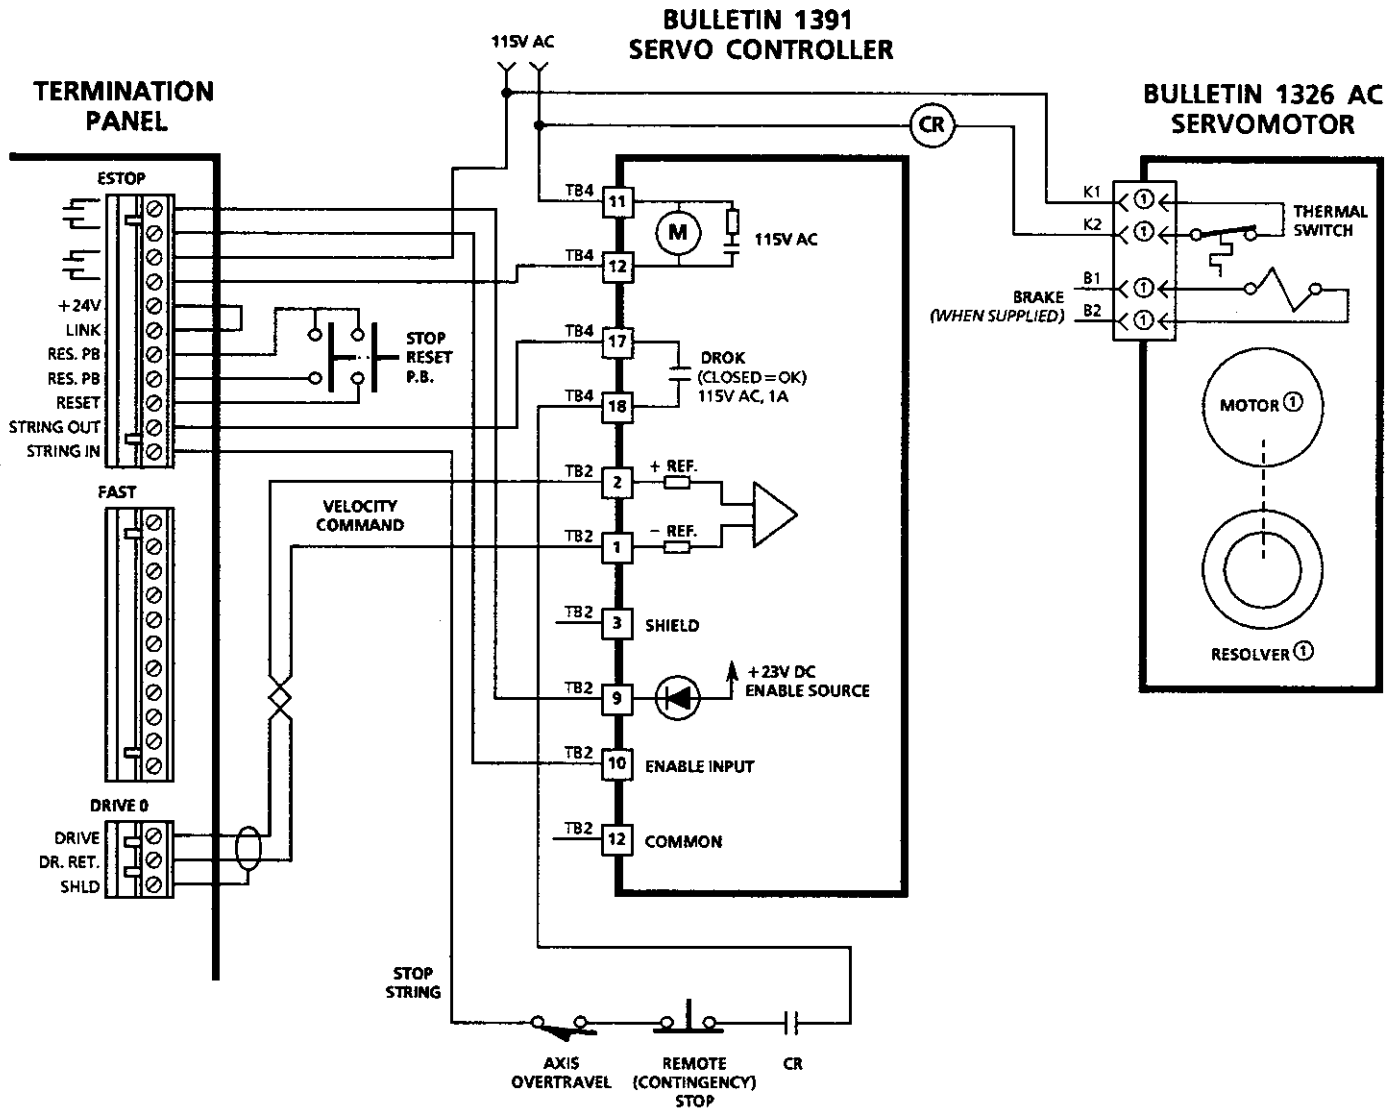 BULLETIN 1391
SERVO CONTROLLER
115V AC
TERMINATION
PANEL
BULLETIN 1326 AC
SERVOMOTOR
CR
ESTOP
+24V
LINK
RES. PB
RES. PB
RESET
STRING OUT
STRING IN
STOP
RESET
P.B.
FAST
VELOCITY
COMMAND
DRIVE 0
DRIVE
DR. RET.
SHLD
TB4
11
M
115V AC
TB4
12
TB4
17
DROK
(CLOSED=OK)
115V AC, 1A
TB4
18
TB2
2
+ REF.
TB2
1
− REF.
TB2
3
SHIELD
TB2
9
+23V DC
ENABLE SOURCE
TB2
10
ENABLE INPUT
TB2
12
COMMON
K1
1
K2
1
THERMAL
SWITCH
BRAKE
(WHEN SUPPLIED)
B1
1
B2
1
MOTOR 1
RESOLVER 1
STOP
STRING
AXIS
OVERTRAVEL
REMOTE
(CONTINGENCY)
STOP
CR